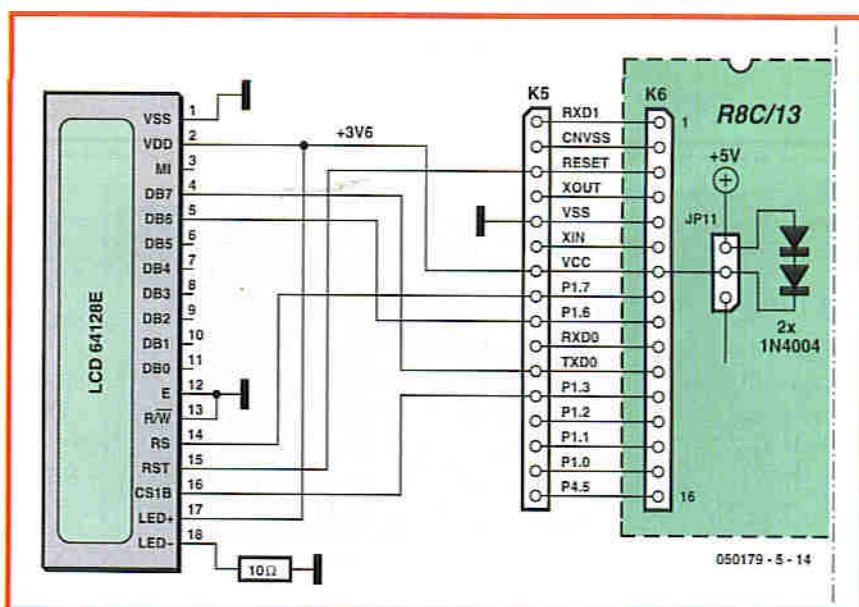 LCD 64128E
VSS 1
VDD 2
MI 3
DB7 4
DB6 5
DB5 6
DB4 7
DB3 8
DB2 9
DB1 10
DB0 11
E 12
R/W 13
RS 14
RST 15
CS1B 16
LED+ 17
LED- 18
10Ω
+3V6
K5
K6
RXD1
CNVSS
RESET
XOUT
VSS
XIN
VCC
P1.7
P1.6
RXD0
TXD0
P1.3
P1.2
P1.1
P1.0
P4.5
1
16
R8C/13
+5V
JP11
2x
1N4004
050179 - 5 - 14